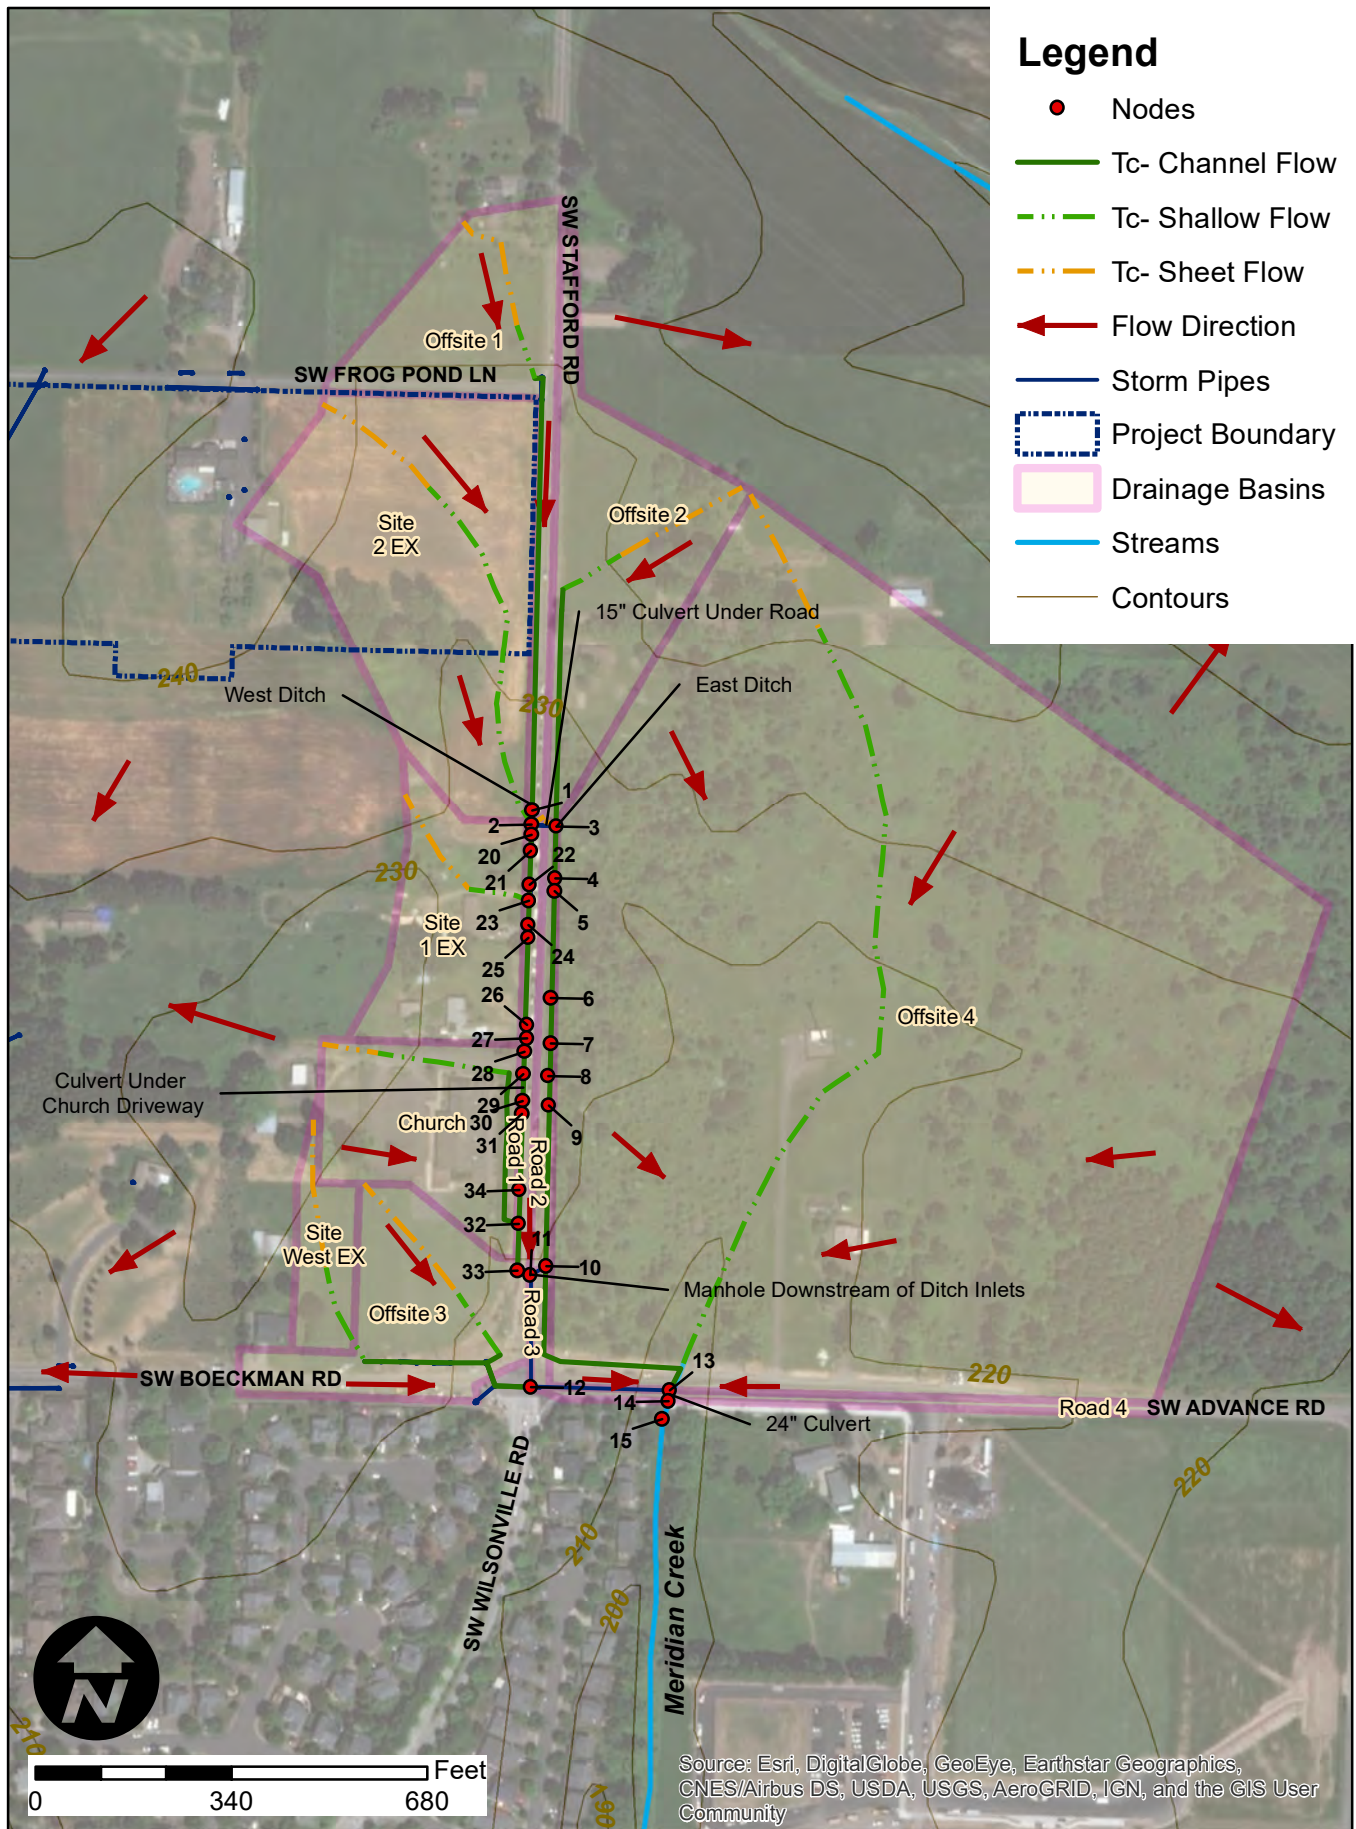 Legend
Nodes
Tc- Channel Flow
Tc- Shallow Flow
Tc- Sheet Flow
Flow Direction
Storm Pipes
Project Boundary
Drainage Basins
Streams
Contours
SW STAFFORD RD
Offsite 1
SW FROG POND LN
Offsite 2
Site
2 EX
15" Culvert Under Road
240
West Ditch
East Ditch
230
1
2
3
20
22
230
21
4
23
5
Site
1 EX
24
25
26
6
Offsite 4
27
7
28
8
Culvert Under
Church Driveway
29
Church
30
31
9
Road 1
Road 2
34
32
11
Site
West EX
33
10
Manhole Downstream of Ditch Inlets
Offsite 3
Road 3
13
SW BOECKMAN RD
12
220
14
Road 4
SW ADVANCE RD
24" Culvert
15
SW WILSONVILLE RD
220
210
Meridian Creek
200
210
190
N
Feet
0
340
680
Source: Esri, DigitalGlobe, GeoEye, Earthstar Geographics,
CNES/Airbus DS, USDA, USGS, AeroGRID, IGN, and the GIS User
Community